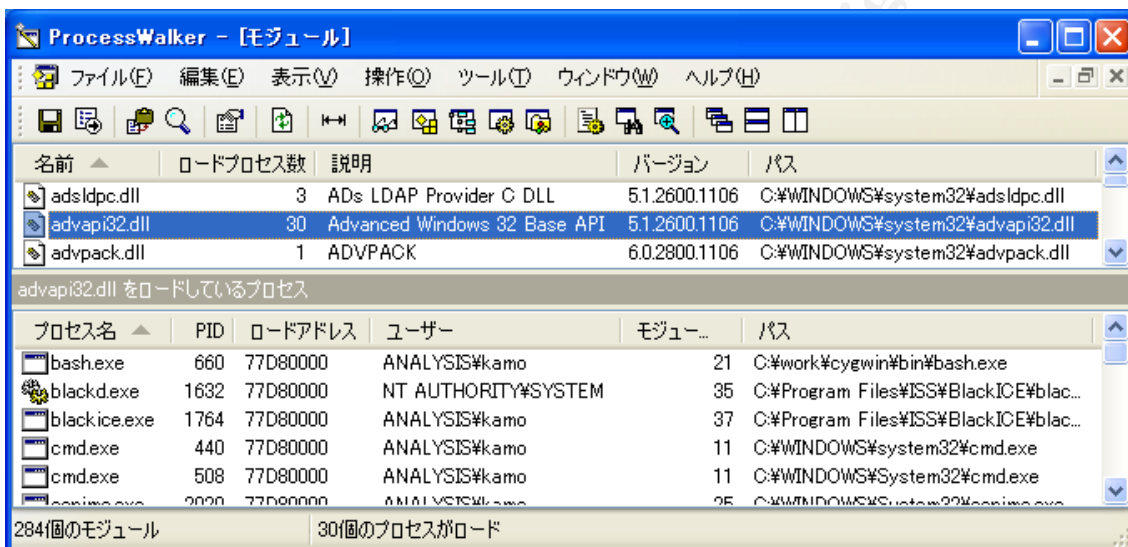 ProcessWalker - [モジュール]
ファイル(F) 編集(E) 表示(V) 操作(O) ツール(T) ウィンドウ(W) ヘルプ(H)
名前 ロードプロセス数 説明 バージョン パス
adsldpc.dll 3 ADs LDAP Provider C DLL 5.1.2600.1106 C:¥WINDOWS¥system32¥adsldpc.dll
advapi32.dll 30 Advanced Windows 32 Base API 5.1.2600.1106 C:¥WINDOWS¥system32¥advapi32.dll
advpack.dll 1 ADVPACK 6.0.2800.1106 C:¥WINDOWS¥system32¥advpack.dll
advapi32.dll をロードしているプロセス
プロセス名 PID ロードアドレス ユーザー モジュー... パス
bash.exe 660 77D80000 ANALYSIS¥kamo 21 C:¥work¥cygwin¥bin¥bash.exe
blackd.exe 1632 77D80000 NT AUTHORITY¥SYSTEM 35 C:¥Program Files¥ISS¥BlackICE¥blac...
blackice.exe 1764 77D80000 ANALYSIS¥kamo 37 C:¥Program Files¥ISS¥BlackICE¥blac...
cmd.exe 440 77D80000 ANALYSIS¥kamo 11 C:¥WINDOWS¥system32¥cmd.exe
cmd.exe 508 77D80000 ANALYSIS¥kamo 11 C:¥WINDOWS¥System32¥cmd.exe
77D80000 ANALYSIS¥kamo 25
284個のモジュール 30個のプロセスがロード